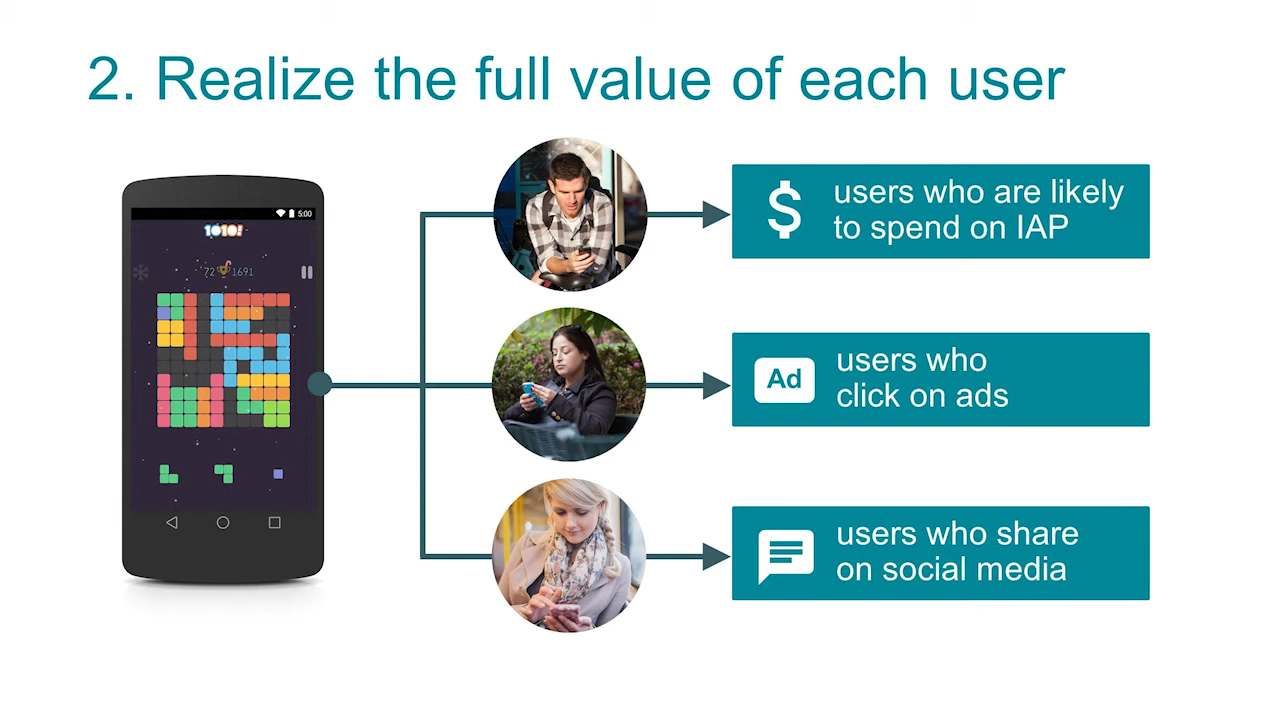 2. Realize the full value of each user
5:00
1010!
72 1691
users who are likely
to spend on IAP
Ad
users who
click on ads
users who share
on social media